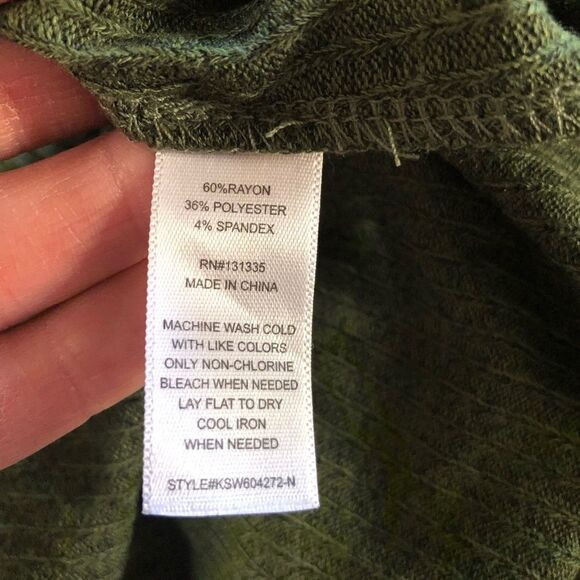 60%RAYON
36% POLYESTER
4% SPANDEX
RN#131335
MADE IN CHINA
MACHINE WASH COLD
WITH LIKE COLORS
ONLY NON-CHLORINE
BLEACH WHEN NEEDED
LAY FLAT TO DRY
COOL IRON
WHEN NEEDED
STYLE#KSW604272-N